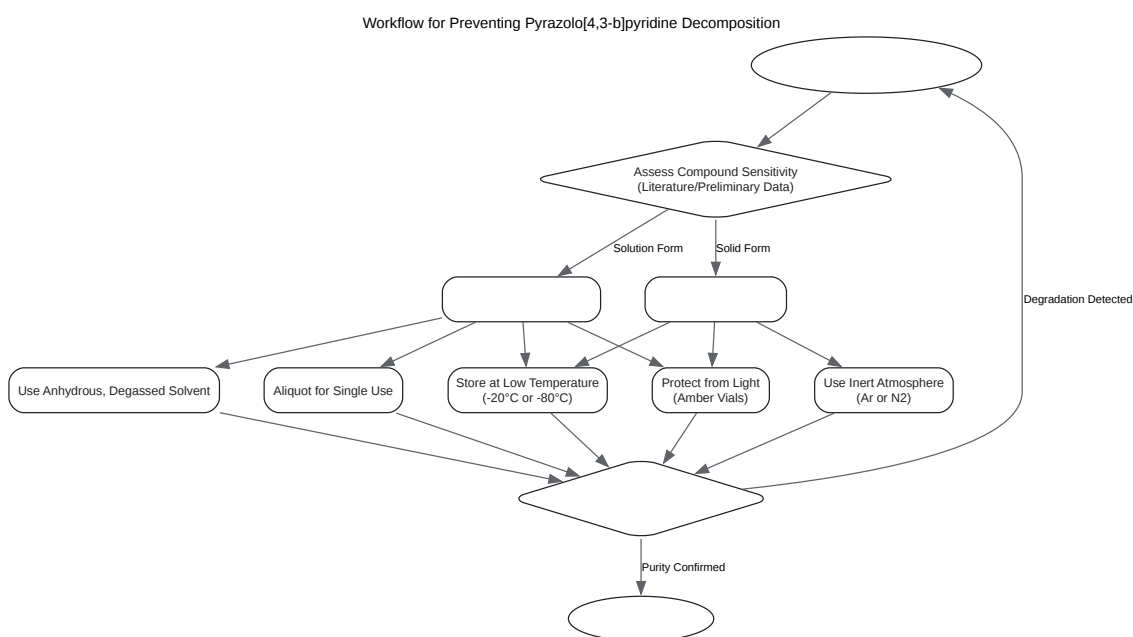 Workflow for Preventing Pyrazolo[4,3-b]pyridine Decomposition
Assess Compound Sensitivity
(Literature/Preliminary Data)
Solution Form
Solid Form
Degradation Detected
Use Anhydrous, Degassed Solvent
Aliquot for Single Use
Store at Low Temperature
(-20°C or -80°C)
Protect from Light
(Amber Vials)
Use Inert Atmosphere
(Ar or N2)
Purity Confirmed